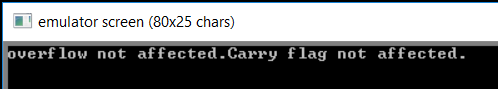 emulator screen (80x25 chars)
overflow not affected.Carry flag not affected.